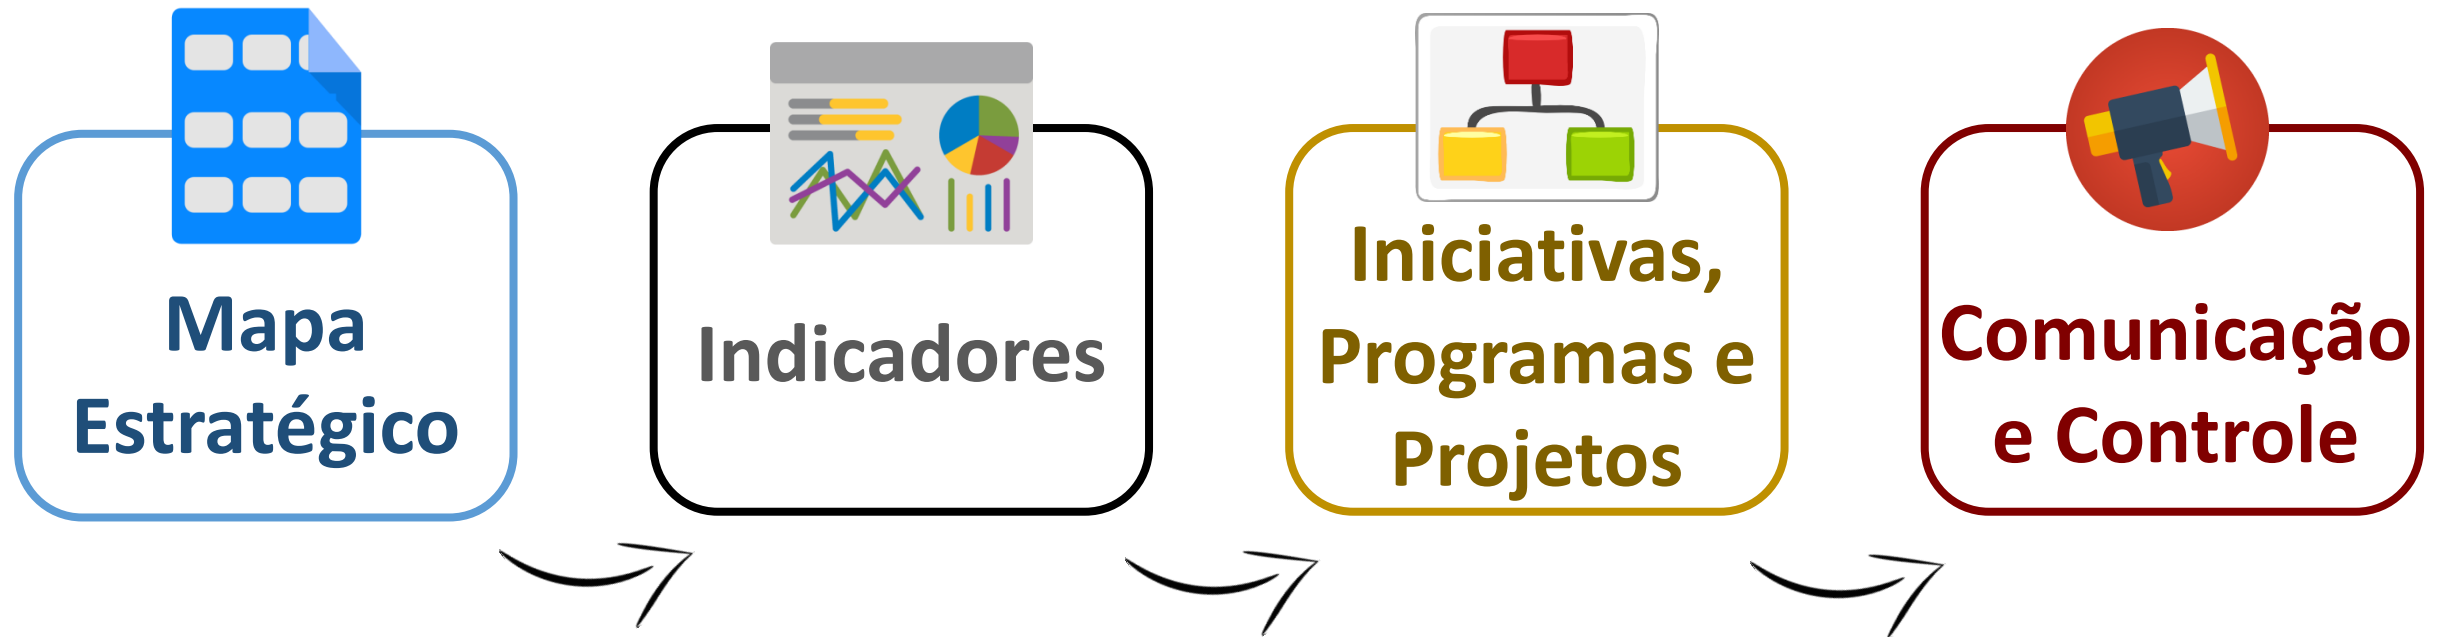 Mapa
Estratégico
Indicadores
Iniciativas,
Programas e
Projetos
Comunicação
e Controle